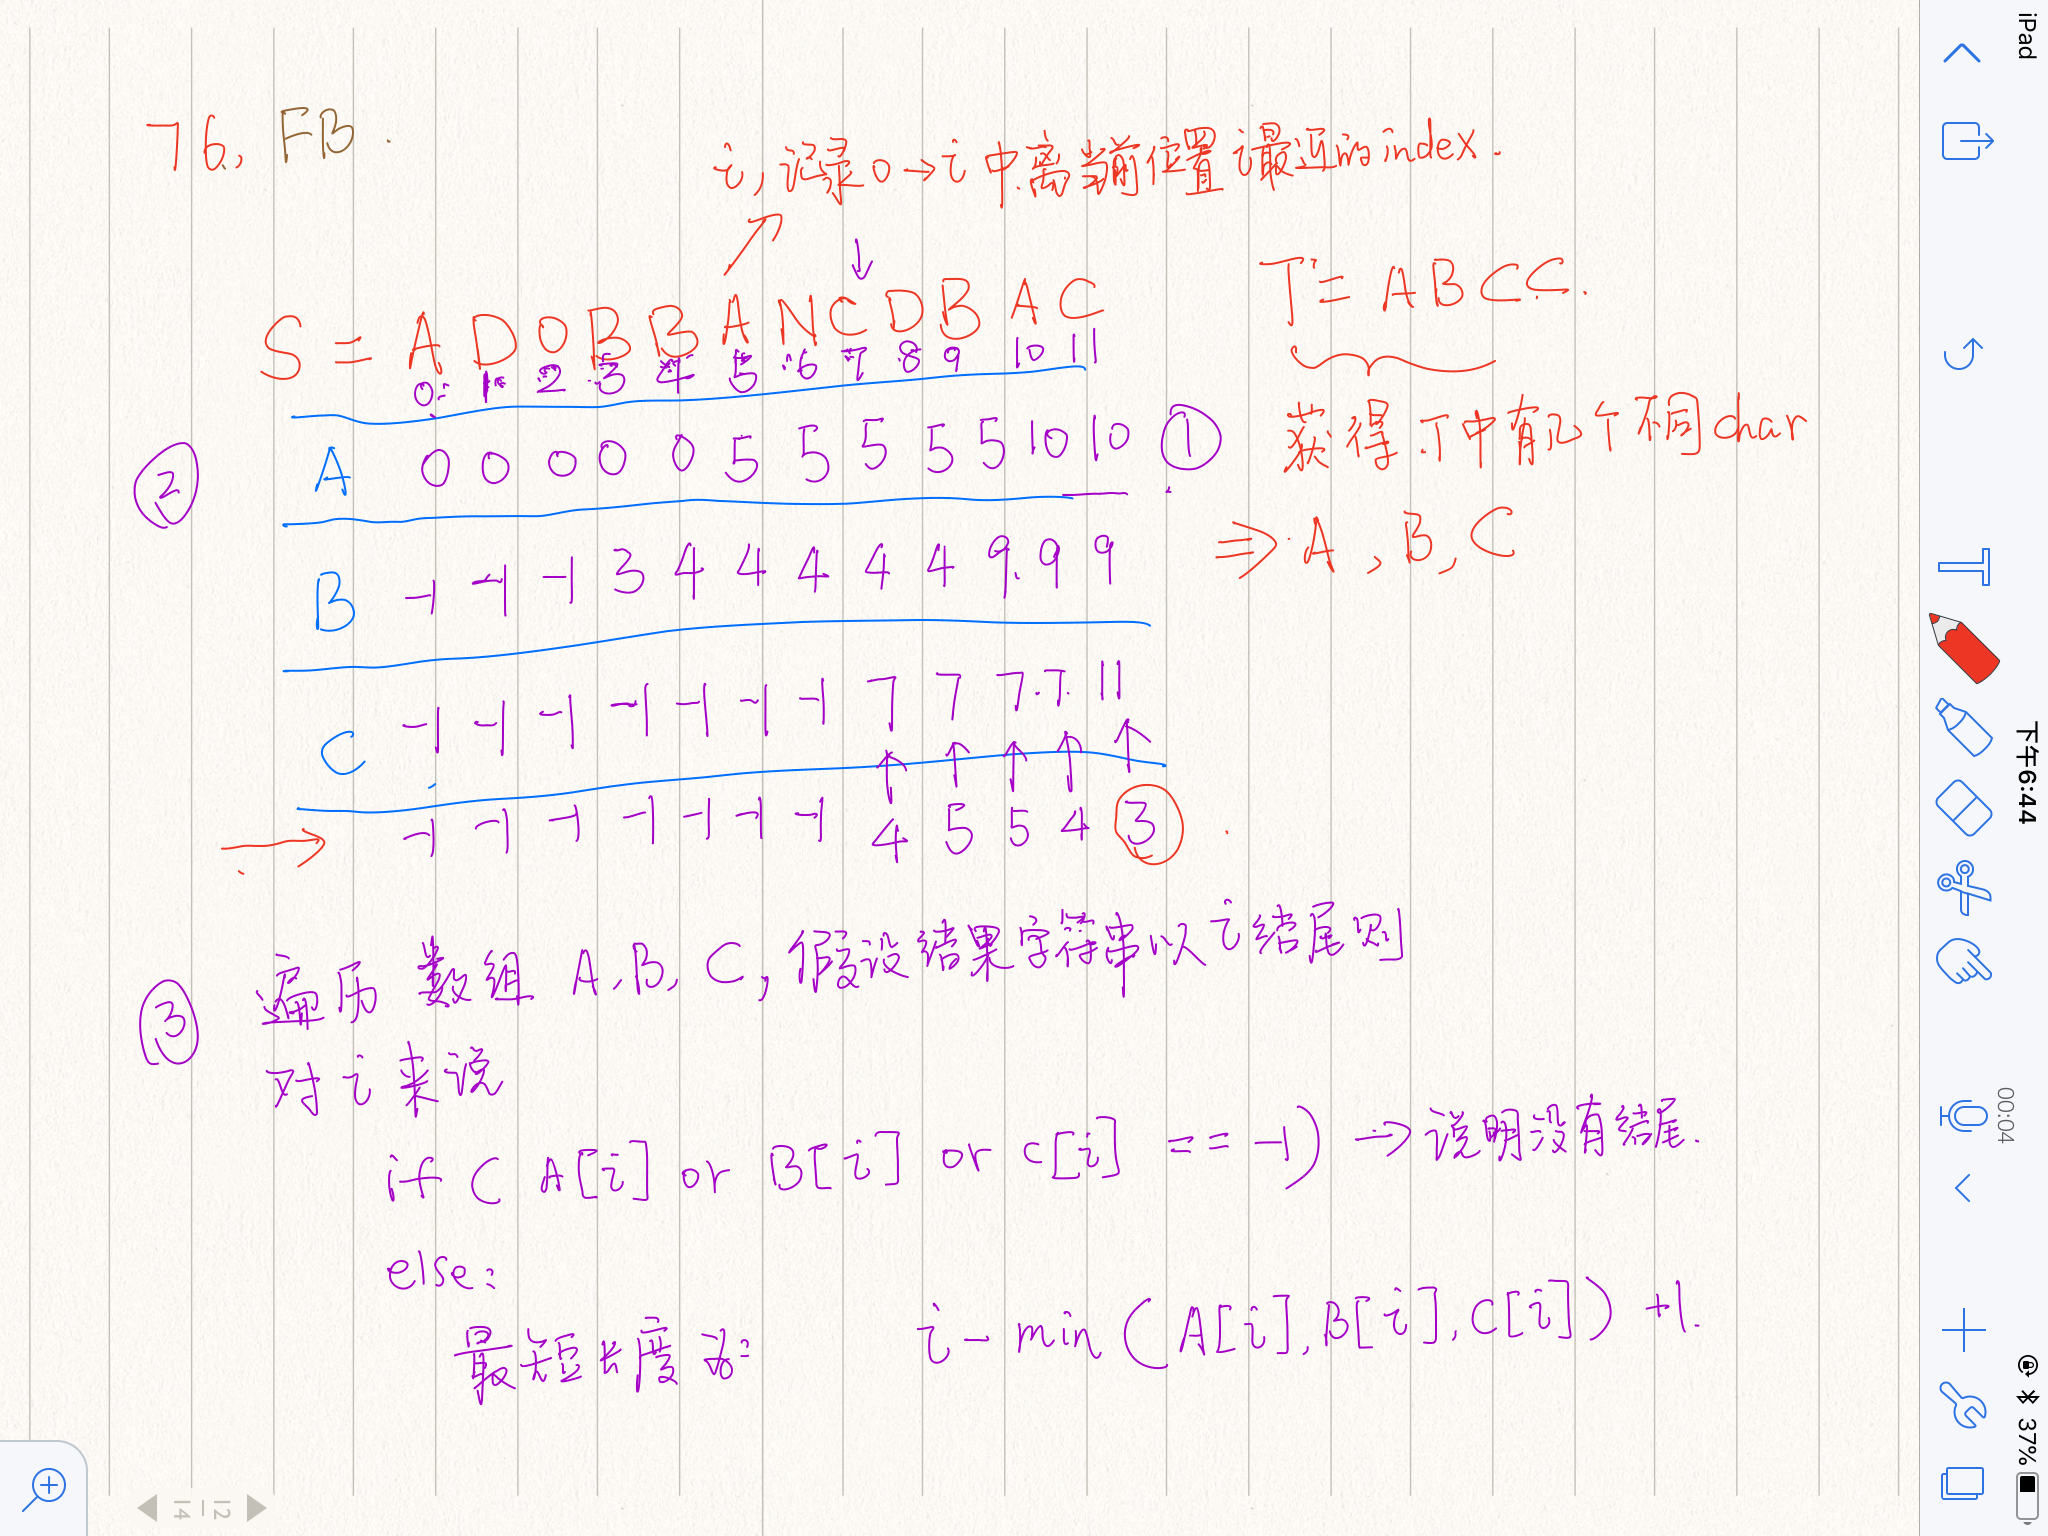 76, FB.
i, 记录 0→i 中离当前位置 i 最近的 index.
S = A D O B B A N C D B A C
0 1 2 3 4 5 6 7 8 9 10 11
T = ABCC.
① 获得 T 中有几个不同 char
⇒ A, B, C
② A 0 0 0 0 0 5 5 5 5 5 10 10
B -1 -1 -1 3 4 4 4 4 4 9 9 9
C -1 -1 -1 -1 -1 -1 -1 7 7 7 7 11
→ -1 -1 -1 -1 -1 -1 -1 4 5 5 4 3
③ 遍历 数组 A, B, C, 假设结果字符串以 i 结尾则
对 i 来说
if ( A[i] or B[i] or C[i] == -1) → 说明没有结尾.
else:
最短长度为: i - min (A[i], B[i], C[i]) +1.
iPad
下午6:44
37%
00:04
12 | 14